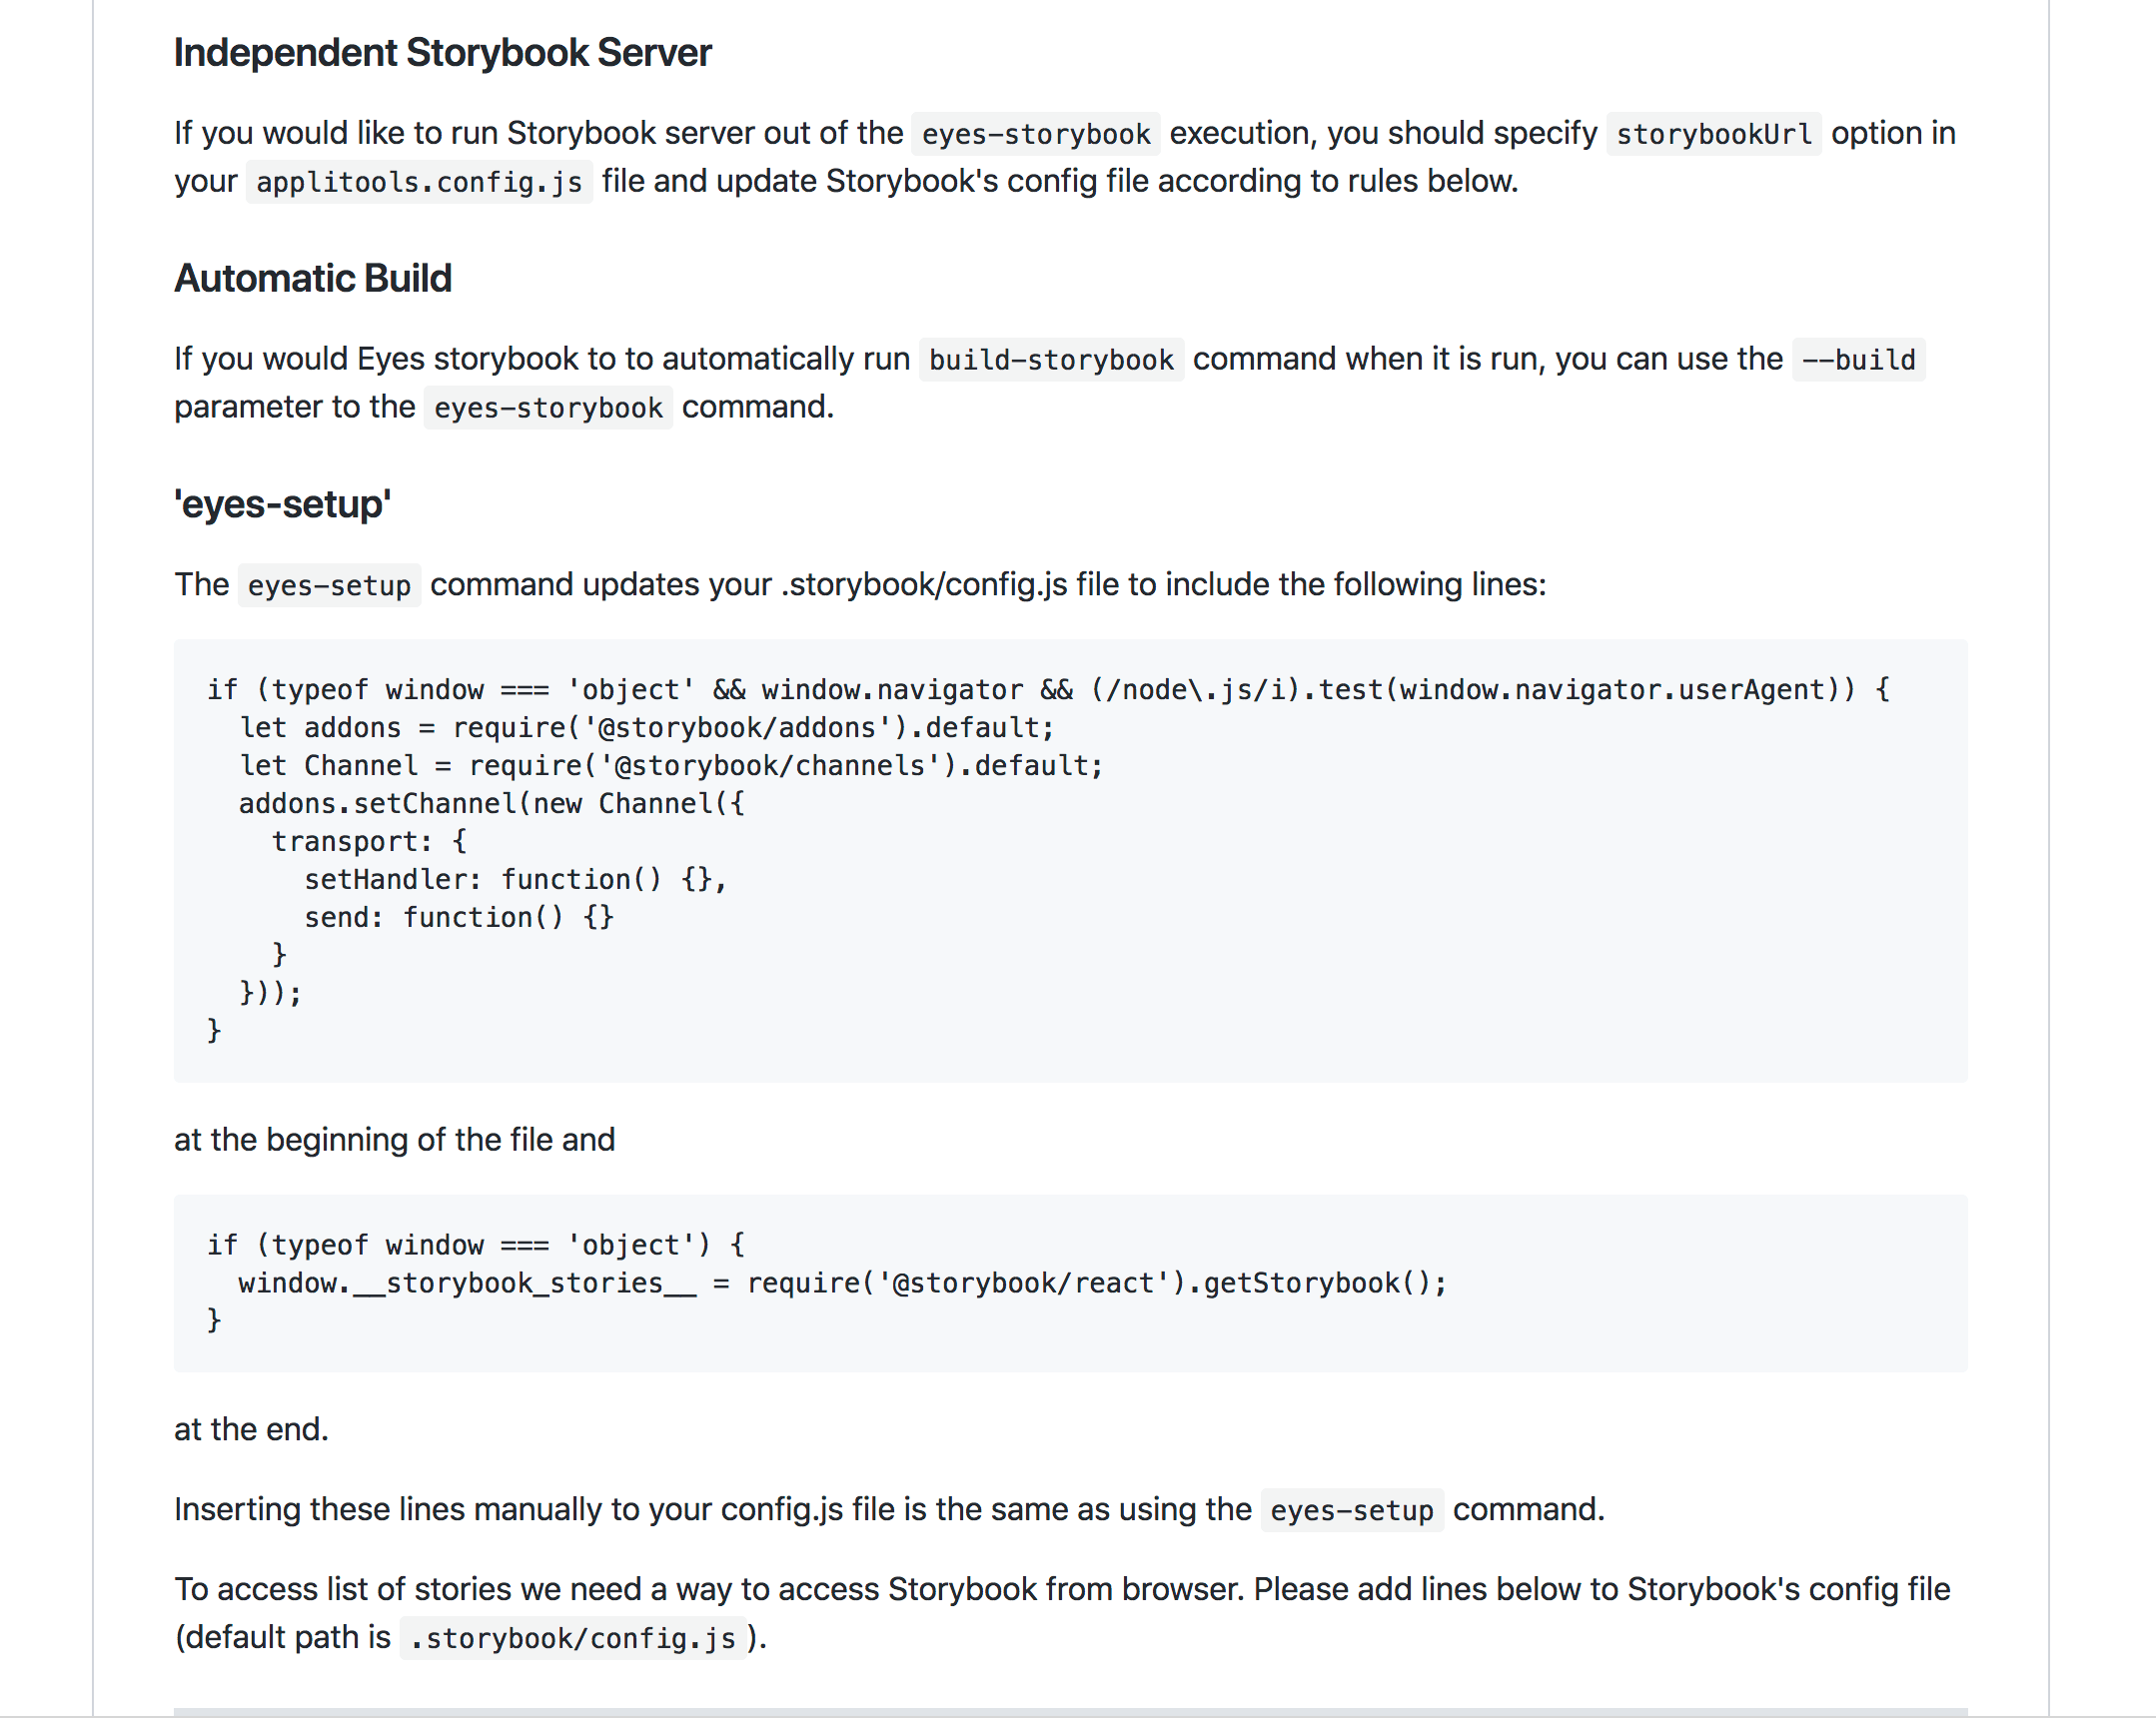 Independent Storybook Server
If you would like to run Storybook server out of the eyes-storybook execution, you should specify storybookUrl option in
your applitools.config.js file and update Storybook's config file according to rules below.
Automatic Build
If you would Eyes storybook to to automatically run build-storybook command when it is run, you can use the --build
parameter to the eyes-storybook command.
'eyes-setup'
The eyes-setup command updates your .storybook/config.js file to include the following lines:
if (typeof window === 'object' && window.navigator && (/node\.js/i).test(window.navigator.userAgent)) {
  let addons = require('@storybook/addons').default;
  let Channel = require('@storybook/channels').default;
  addons.setChannel(new Channel({
    transport: {
      setHandler: function() {},
      send: function() {}
    }
  }));
}
at the beginning of the file and
if (typeof window === 'object') {
  window.__storybook_stories__ = require('@storybook/react').getStorybook();
}
at the end.
Inserting these lines manually to your config.js file is the same as using the eyes-setup command.
To access list of stories we need a way to access Storybook from browser. Please add lines below to Storybook's config file
(default path is .storybook/config.js ).